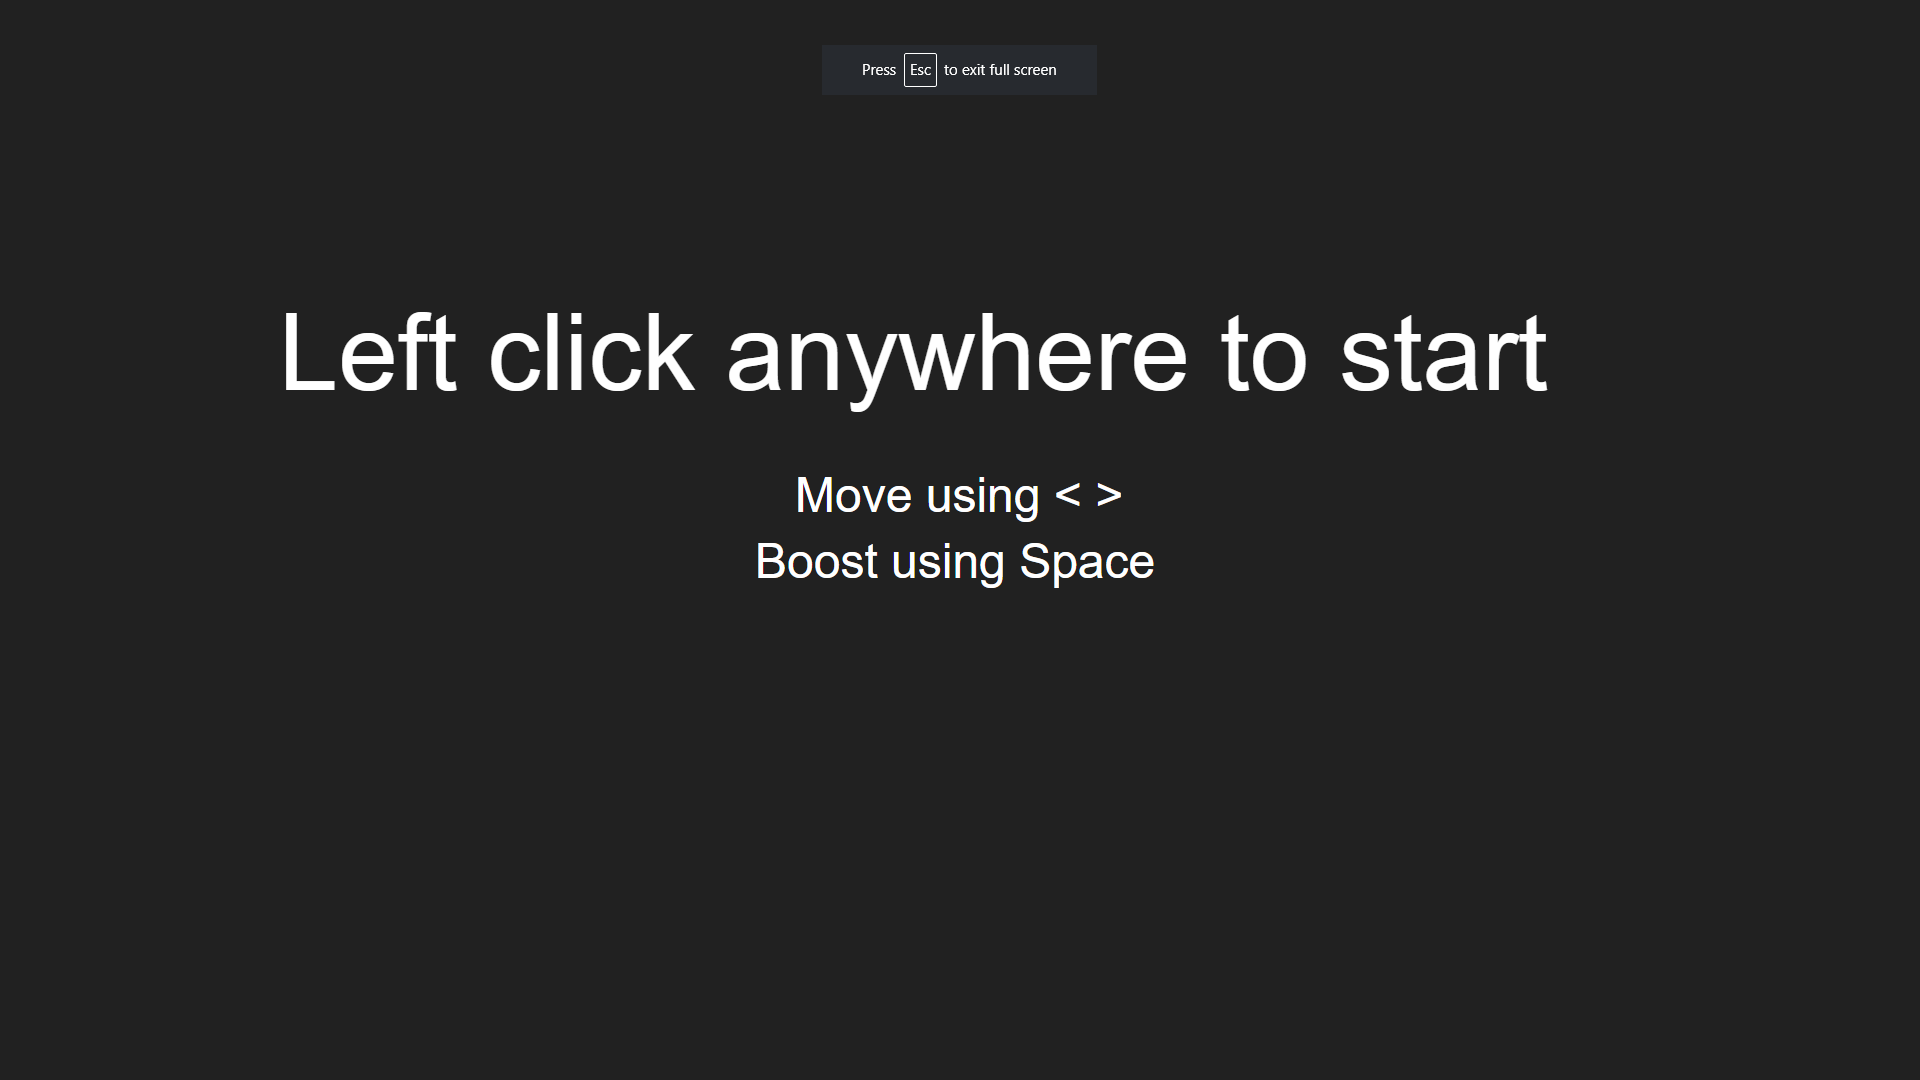 Press Esc to exit full screen
Left click anywhere to start
Move using < >
Boost using Space